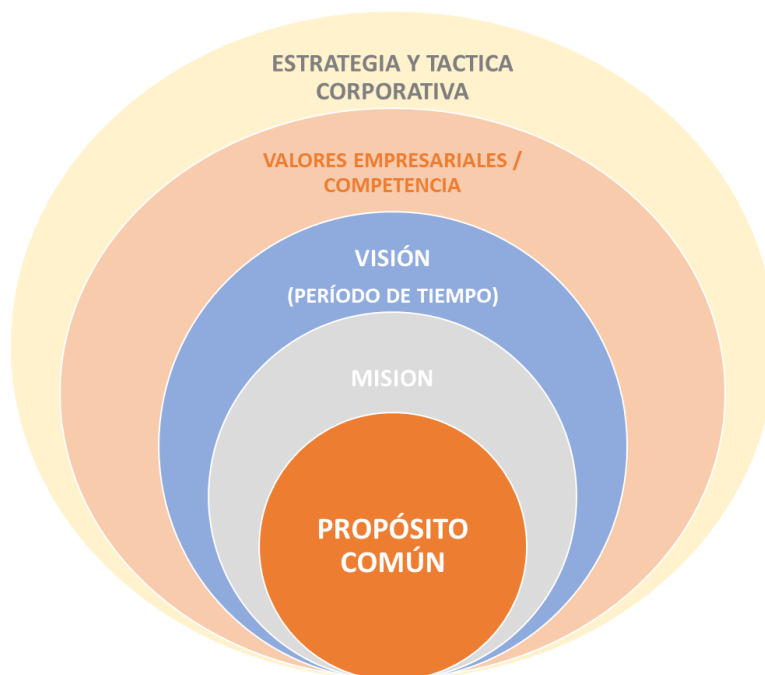 ESTRATEGIA Y TACTICA
CORPORATIVA
VALORES EMPRESARIALES /
COMPETENCIA
VISIÓN
(PERÍODO DE TIEMPO)
MISION
PROPÓSITO
COMÚN